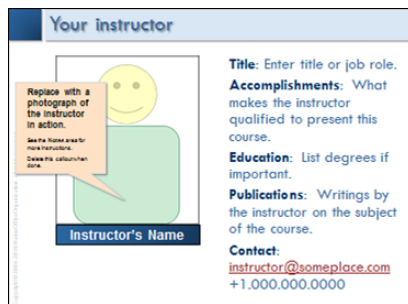 Your instructor
Replace with a
photograph of
the instructor
in action.
See the Notes area for
more instructions.
Delete this callout when
done.
Instructor's Name
Title: Enter title or job role.
Accomplishments: What
makes the instructor
qualified to present this
course.
Education: List degrees if
important.
Publications: Writings by
the instructor on the subject
of the course.
Contact:
instructor@someplace.com
+1.000.000.0000